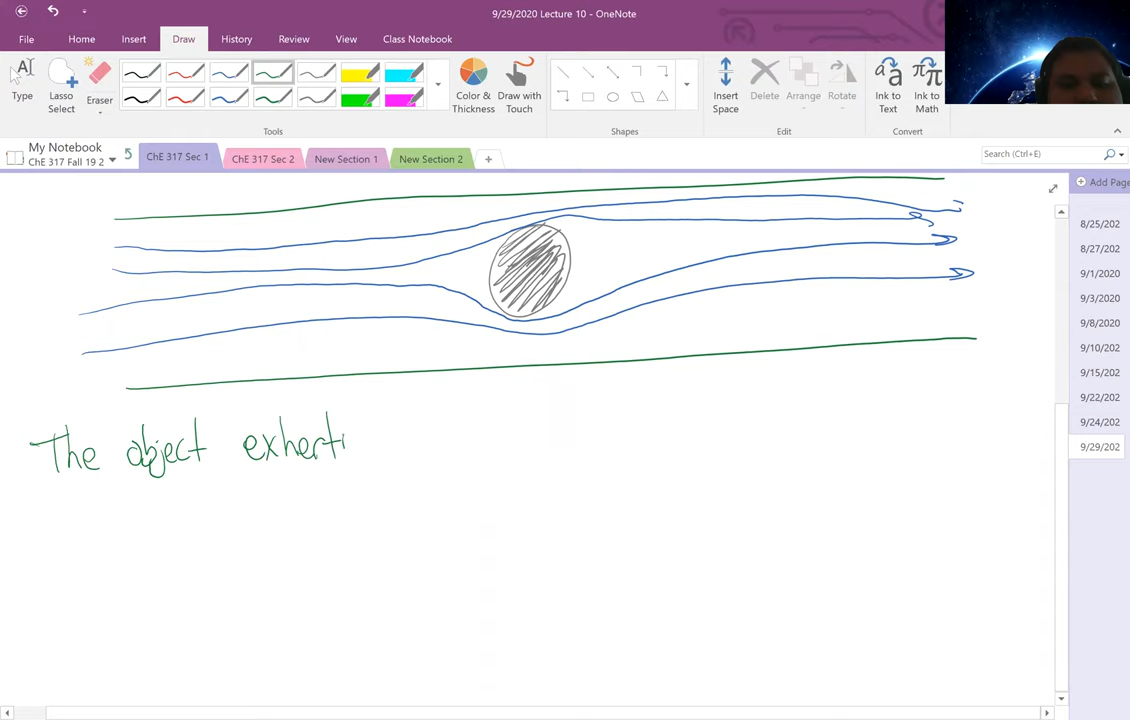 9/29/2020 Lecture 10 - OneNote
File Home Insert Draw History Review View Class Notebook
Type
Lasso Select
Eraser
Color & Thickness
Draw with Touch
Insert Space
Delete
Arrange
Rotate
Ink to Text
Ink to Math
Tools Shapes Edit Convert
My Notebook
ChE 317 Fall 19 2
ChE 317 Sec 1 ChE 317 Sec 2 New Section 1 New Section 2 +
Search (Ctrl+E)
Add Page
8/25/202
8/27/202
9/1/2020
9/3/2020
9/8/2020
9/10/202
9/15/202
9/22/202
9/24/202
9/29/202
The object exherti